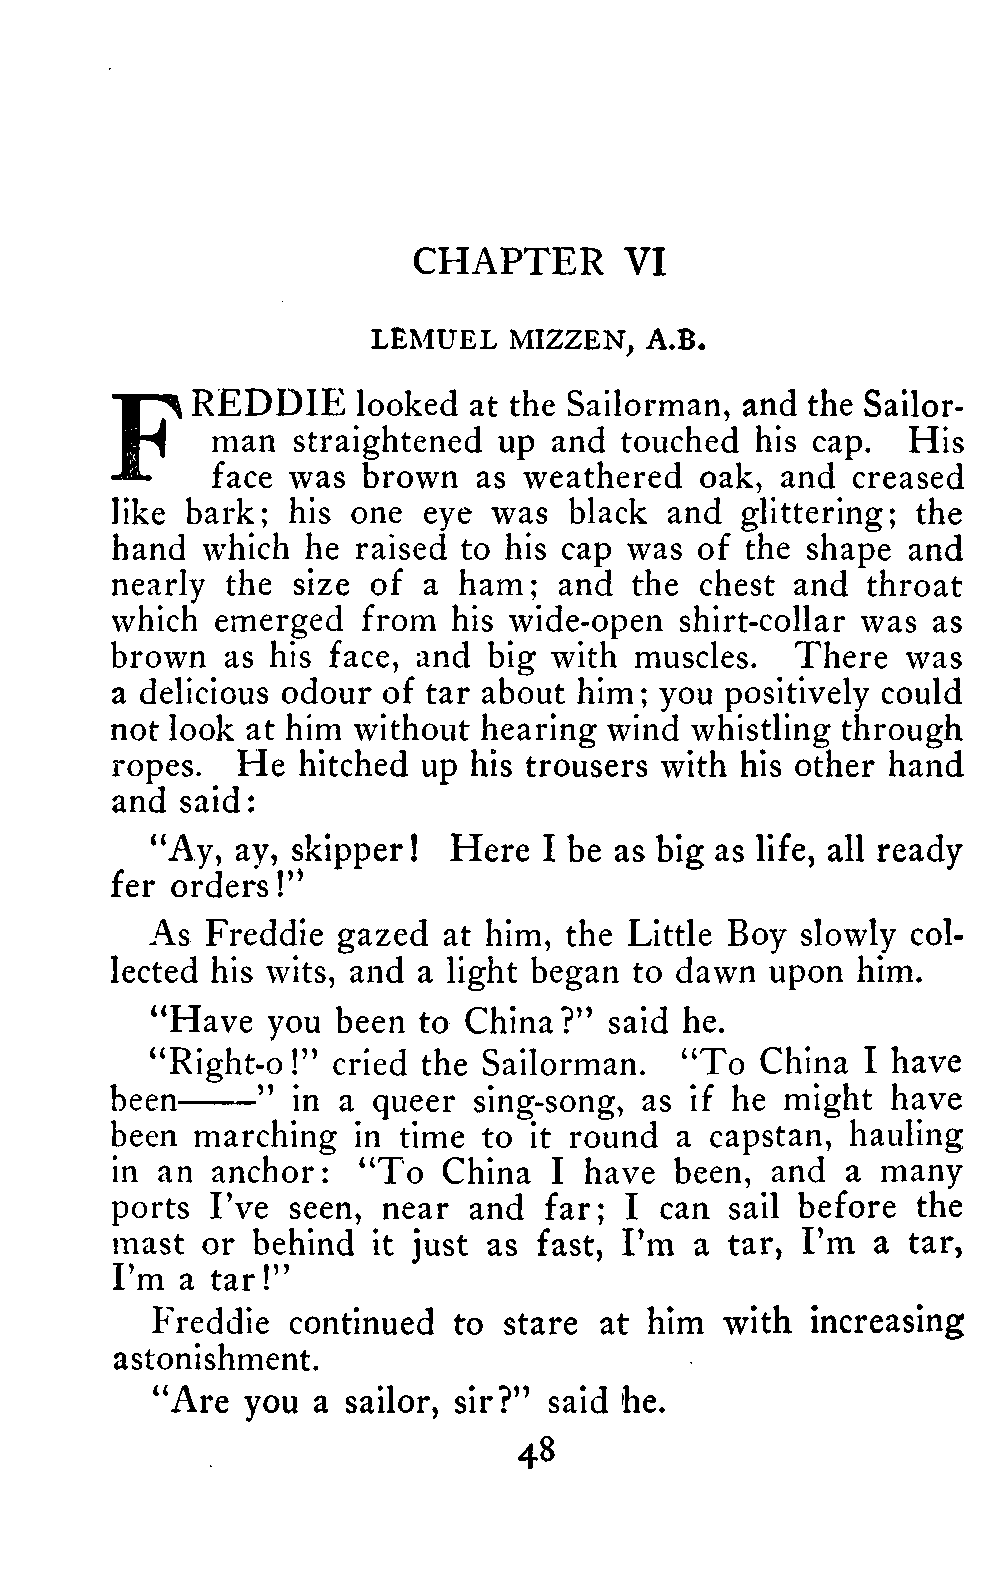 CHAPTER VI
LEMUEL MIZZEN, A.B.
FREDDIE looked at the Sailorman, and the Sailor-
man straightened up and touched his cap. His
face was brown as weathered oak, and creased
like bark; his one eye was black and glittering; the
hand which he raised to his cap was of the shape and
nearly the size of a ham; and the chest and throat
which emerged from his wide-open shirt-collar was as
brown as his face, and big with muscles. There was
a delicious odour of tar about him; you positively could
not look at him without hearing wind whistling through
ropes. He hitched up his trousers with his other hand
and said:
"Ay, ay, skipper! Here I be as big as life, all ready
fer orders!"
As Freddie gazed at him, the Little Boy slowly col-
lected his wits, and a light began to dawn upon him.
"Have you been to China?" said he.
"Right-o!" cried the Sailorman. "To China I have
been——" in a queer sing-song, as if he might have
been marching in time to it round a capstan, hauling
in an anchor: "To China I have been, and a many
ports I've seen, near and far; I can sail before the
mast or behind it just as fast, I'm a tar, I'm a tar,
I'm a tar!"
Freddie continued to stare at him with increasing
astonishment.
"Are you a sailor, sir?" said he.
48